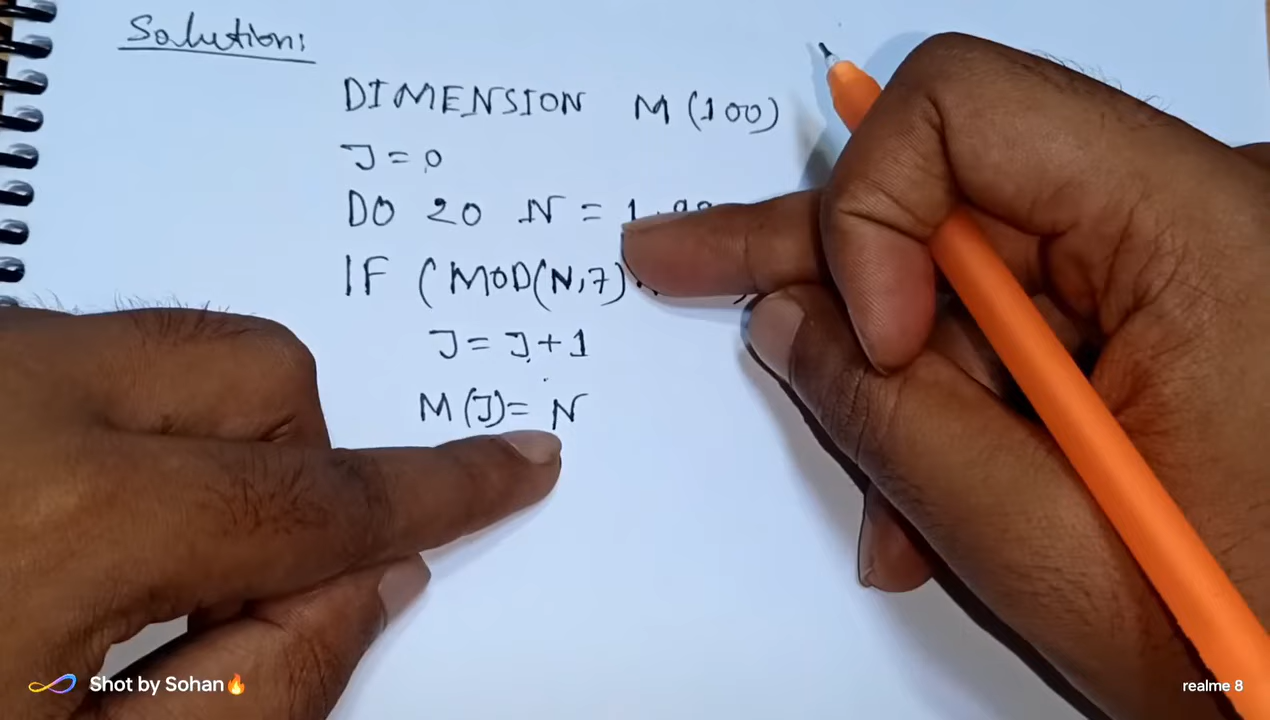 Solution:
DIMENSION M(100)
J = 0
DO 20 N = 1,
IF (MOD(N,7)
J = J + 1
M(J) = N
Shot by Sohan🔥
realme 8